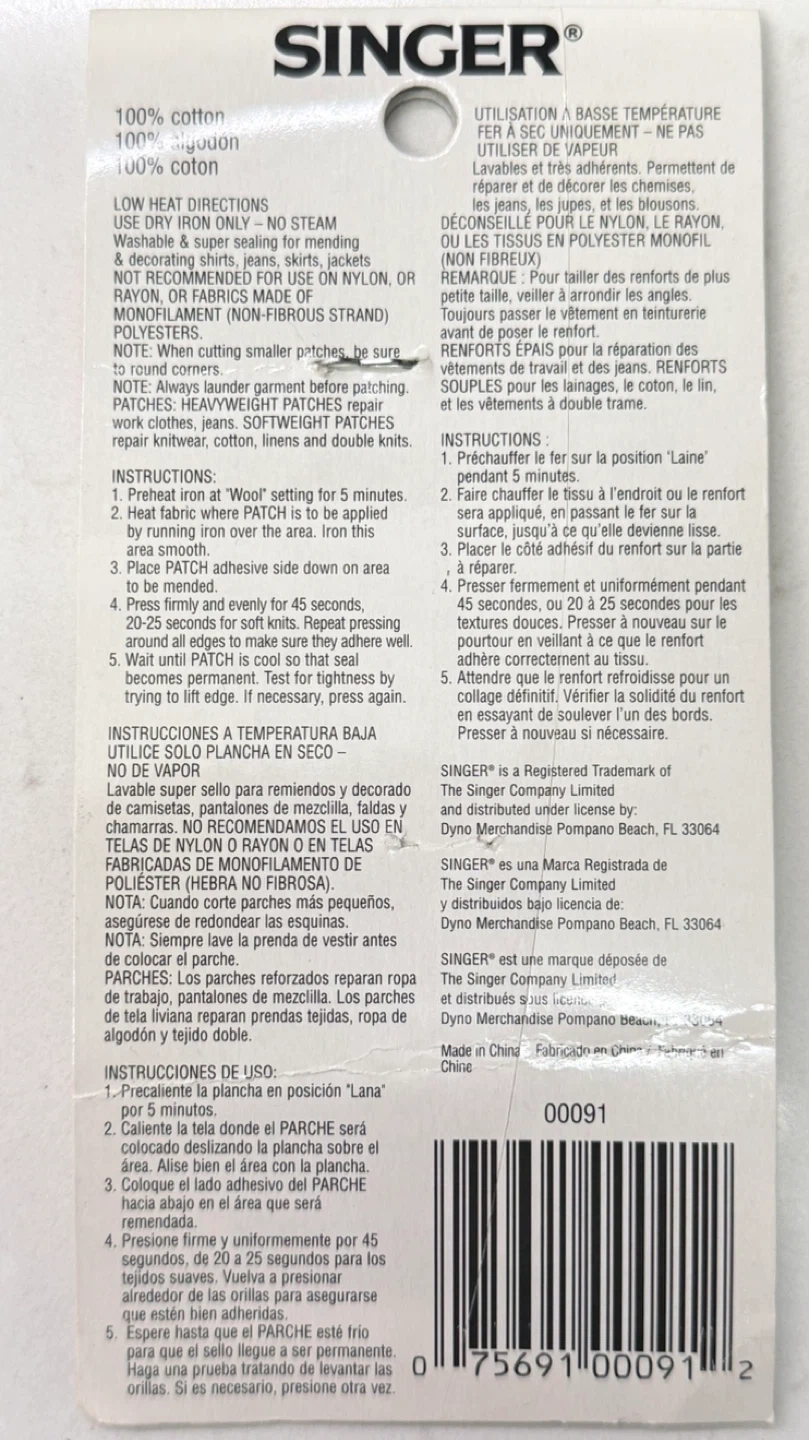 SINGER®
100% cotton
100% algodón
100% coton
LOW HEAT DIRECTIONS
USE DRY IRON ONLY – NO STEAM
Washable & super sealing for mending
& decorating shirts, jeans, skirts, jackets
NOT RECOMMENDED FOR USE ON NYLON, OR
RAYON, OR FABRICS MADE OF
MONOFILAMENT (NON-FIBROUS STRAND)
POLYESTERS.
NOTE: When cutting smaller patches, be sure
to round corners.
NOTE: Always launder garment before patching.
PATCHES: HEAVYWEIGHT PATCHES repair
work clothes, jeans. SOFTWEIGHT PATCHES
repair knitwear, cotton, linens and double knits.
INSTRUCTIONS:
1. Preheat iron at "Wool" setting for 5 minutes.
2. Heat fabric where PATCH is to be applied
by running iron over the area. Iron this
area smooth.
3. Place PATCH adhesive side down on area
to be mended.
4. Press firmly and evenly for 45 seconds,
20-25 seconds for soft knits. Repeat pressing
around all edges to make sure they adhere well.
5. Wait until PATCH is cool so that seal
becomes permanent. Test for tightness by
trying to lift edge. If necessary, press again.
INSTRUCCIONES A TEMPERATURA BAJA
UTILICE SOLO PLANCHA EN SECO –
NO DE VAPOR
Lavable super sello para remiendos y decorado
de camisetas, pantalones de mezclilla, faldas y
chamarras. NO RECOMENDAMOS EL USO EN
TELAS DE NYLON O RAYON O EN TELAS
FABRICADAS DE MONOFILAMENTO DE
POLIÉSTER (HEBRA NO FIBROSA).
NOTA: Cuando corte parches más pequeños,
asegúrese de redondear las esquinas.
NOTA: Siempre lave la prenda de vestir antes
de colocar el parche.
PARCHES: Los parches reforzados reparan ropa
de trabajo, pantalones de mezclilla. Los parches
de tela liviana reparan prendas tejidas, ropa de
algodón y tejido doble.
INSTRUCCIONES DE USO:
1. Precaliente la plancha en posición "Lana"
por 5 minutos.
2. Caliente la tela donde el PARCHE será
colocado deslizando la plancha sobre el
área. Alise bien el área con la plancha.
3. Coloque el lado adhesivo del PARCHE
hacia abajo en el área que será
remendada.
4. Presione firme y uniformemente por 45
segundos, de 20 a 25 segundos para los
tejidos suaves. Vuelva a presionar
alrededor de las orillas para asegurarse
que estén bien adheridas.
5. Espere hasta que el PARCHE esté frío
para que el sello llegue a ser permanente.
Haga una prueba tratando de levantar las
orillas. Si es necesario, presione otra vez.
UTILISATION À BASSE TEMPÉRATURE
FER À SEC UNIQUEMENT – NE PAS
UTILISER DE VAPEUR
Lavables et très adhérents. Permettent de
réparer et de décorer les chemises,
les jeans, les jupes, et les blousons.
DÉCONSEILLÉ POUR LE NYLON, LE RAYON,
OU LES TISSUS EN POLYESTER MONOFIL
(NON FIBREUX)
REMARQUE : Pour tailler des renforts de plus
petite taille, veiller à arrondir les angles.
Toujours passer le vêtement en teinturerie
avant de poser le renfort.
RENFORTS ÉPAIS pour la réparation des
vêtements de travail et des jeans. RENFORTS
SOUPLES pour les lainages, le coton, le lin,
et les vêtements à double trame.
INSTRUCTIONS :
1. Préchauffer le fer sur la position 'Laine'
pendant 5 minutes.
2. Faire chauffer le tissu à l'endroit ou le renfort
sera appliqué, en passant le fer sur la
surface, jusqu'à ce qu'elle devienne lisse.
3. Placer le côté adhésif du renfort sur la partie
, à réparer.
4. Presser fermement et uniformément pendant
45 secondes, ou 20 à 25 secondes pour les
textures douces. Presser à nouveau sur le
pourtour en veillant à ce que le renfort
adhère correctement au tissu.
5. Attendre que le renfort refroidisse pour un
collage définitif. Vérifier la solidité du renfort
en essayant de soulever l'un des bords.
Presser à nouveau si nécessaire.
SINGER® is a Registered Trademark of
The Singer Company Limited
and distributed under license by:
Dyno Merchandise Pompano Beach, FL 33064
SINGER® es una Marca Registrada de
The Singer Company Limited
y distribuidos bajo licencia de:
Dyno Merchandise Pompano Beach, FL 33064
SINGER® est une marque déposée de
The Singer Company Limited
et distribués sous
Dyno Merchandise Pompano Beach, 33064
Made in China Fabricado en China Fabriqué en
Chine
00091
0 75691 00091 2